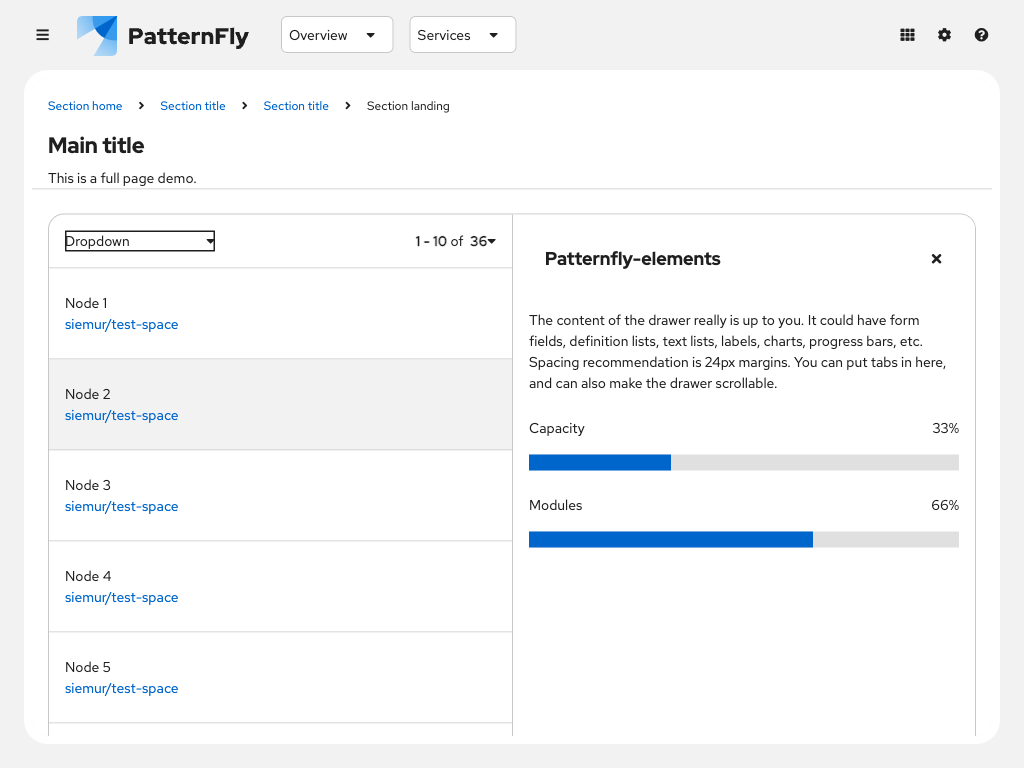 PatternFly
Overview
Services
Section home
Section title
Section title
Section landing
Main title
This is a full page demo.
Dropdown
1 - 10 of 36
Node 1
siemur/test-space
Node 2
siemur/test-space
Node 3
siemur/test-space
Node 4
siemur/test-space
Node 5
siemur/test-space
Patternfly-elements
The content of the drawer really is up to you. It could have form
fields, definition lists, text lists, labels, charts, progress bars, etc.
Spacing recommendation is 24px margins. You can put tabs in here,
and can also make the drawer scrollable.
Capacity 33%
Modules 66%